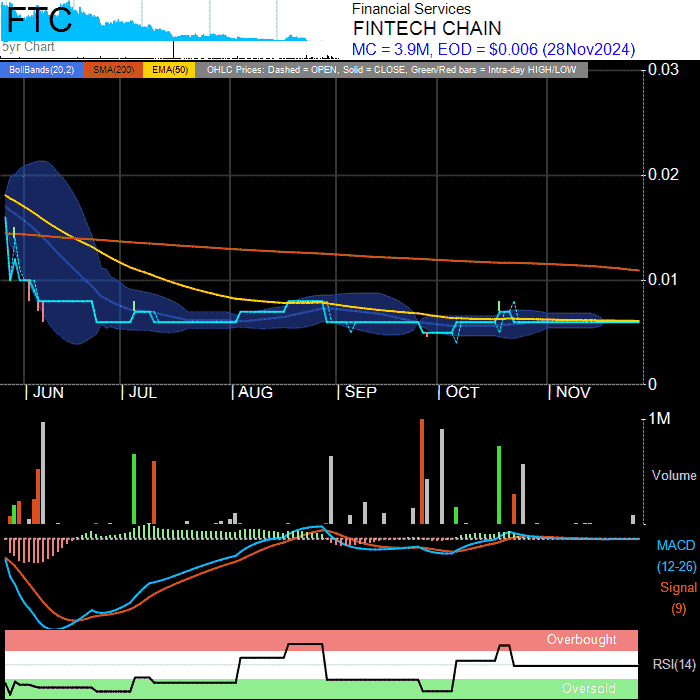 FTC
5yr Chart
Financial Services
FINTECH CHAIN
MC = 3.9M, EOD = $0.006 (28Nov2024)
BollBands(20,2) SMA(200) EMA(50) OHLC Prices: Dashed = OPEN, Solid = CLOSE, Green/Red bars = Intra-day HIGH/LOW
0.03
0.02
0.01
0
JUN JUL AUG SEP OCT NOV
1M
Volume
MACD
(12-26)
Signal
(9)
Overbought
RSI(14)
Oversold